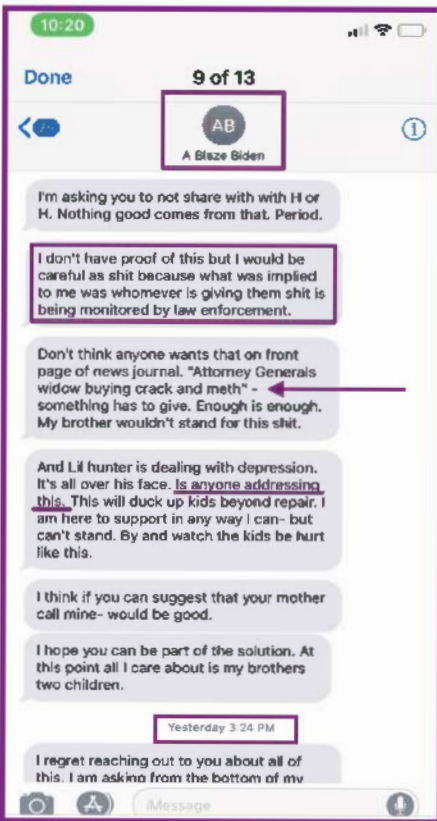 10:20
Done 9 of 13
AB
A Blaze Biden
I'm asking you to not share with with H or
H. Nothing good comes from that. Period.
I don't have proof of this but I would be
careful as shit because what was implied
to me was whomever is giving them shit is
being monitored by law enforcement.
Don't think anyone wants that on front
page of news journal. "Attorney Generals
widow buying crack and meth" -
something has to give. Enough is enough.
My brother wouldn't stand for this shit.
And Lil hunter is dealing with depression.
It's all over his face. Is anyone addressing
this. This will duck up kids beyond repair. I
am here to support in any way I can- but
can't stand. By and watch the kids be hurt
like this.
I think if you can suggest that your mother
call mine- would be good.
I hope you can be part of the solution. At
this point all I care about is my brothers
two children.
Yesterday 3:24 PM
I regret reaching out to you about all of
this. I am asking from the bottom of my
iMessage